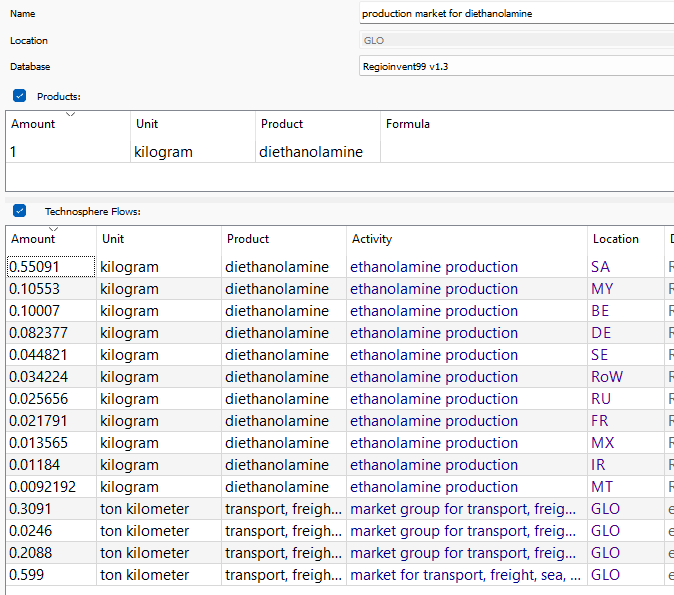 Name production market for diethanolamine
Location GLO
Database Regioinvent99 v1.3
Products:
Amount Unit Product Formula
1 kilogram diethanolamine
Technosphere Flows:
Amount Unit Product Activity Location
0.55091 kilogram diethanolamine ethanolamine production SA
0.10553 kilogram diethanolamine ethanolamine production MY
0.10007 kilogram diethanolamine ethanolamine production BE
0.082377 kilogram diethanolamine ethanolamine production DE
0.044821 kilogram diethanolamine ethanolamine production SE
0.034224 kilogram diethanolamine ethanolamine production RoW
0.025656 kilogram diethanolamine ethanolamine production RU
0.021791 kilogram diethanolamine ethanolamine production FR
0.013565 kilogram diethanolamine ethanolamine production MX
0.01184 kilogram diethanolamine ethanolamine production IR
0.0092192 kilogram diethanolamine ethanolamine production MT
0.3091 ton kilometer transport, freigh... market group for transport, freig... GLO
0.0246 ton kilometer transport, freigh... market group for transport, freig... GLO
0.2088 ton kilometer transport, freigh... market group for transport, freig... GLO
0.599 ton kilometer transport, freigh... market for transport, freight, sea, ... GLO